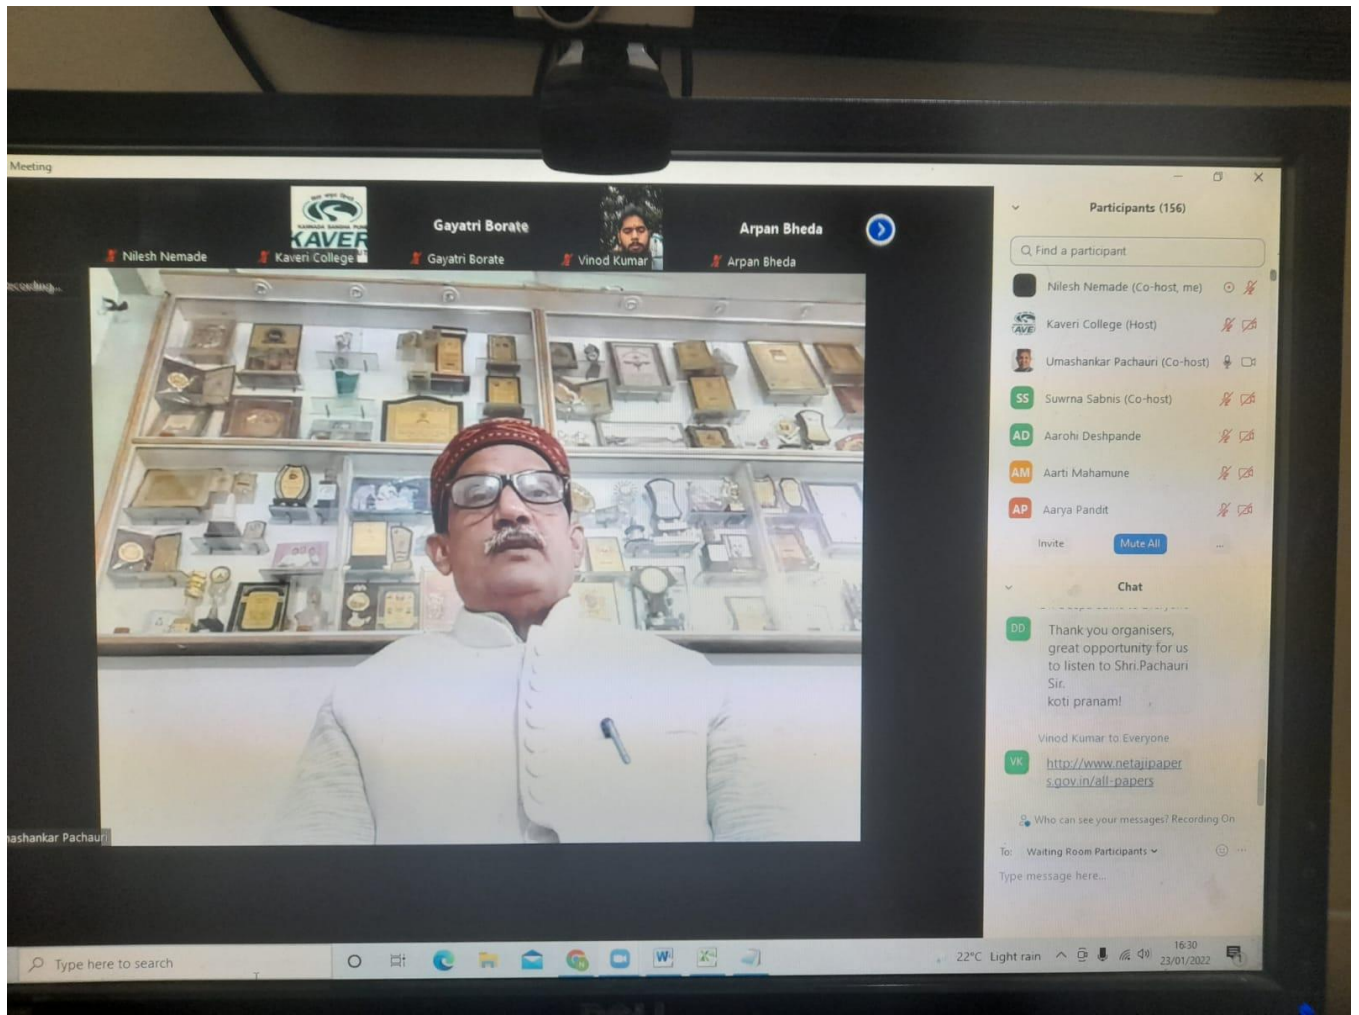 Meeting
KAVER
Gayatri Borate
Arpan Bheda
Nilesh Nemade
Kaveri College
Gayatri Borate
Vinod Kumar
Arpan Bheda
Umashankar Pachauri
Participants (156)
Find a participant
Nilesh Nemade (Co-host, me)
Kaveri College (Host)
Umashankar Pachauri (Co-host)
SS
Suwrna Sabnis (Co-host)
AD
Aarohi Deshpande
AM
Aarti Mahamune
AP
Aarya Pandit
Invite
Mute All
...
Chat
DD
Thank you organisers,
great opportunity for us
to listen to Shri.Pachauri
Sir.
koti pranam!
Vinod Kumar to Everyone
VK
http://www.netajipaper
s.gov.in/all-papers
Who can see your messages? Recording On
To: Waiting Room Participants
Type message here...
Type here to search
22°C Light rain
16:30
23/01/2022